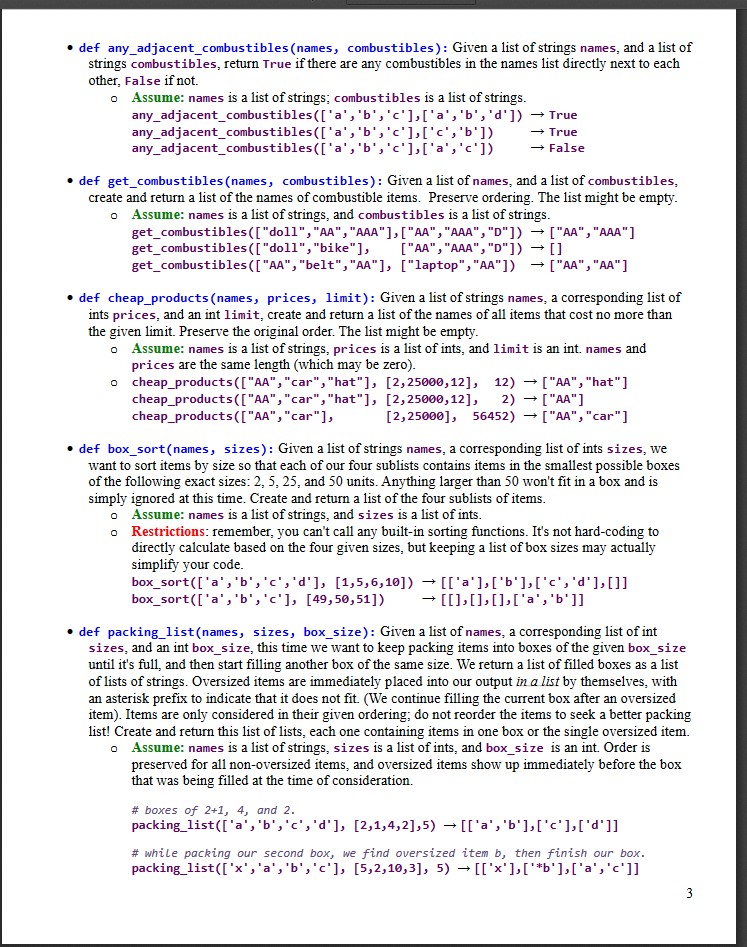 • def any_adjacent_combustibles(names, combustibles): Given a list of strings names, and a list of
strings combustibles, return True if there are any combustibles in the names list directly next to each
other, False if not.
o Assume: names is a list of strings; combustibles is a list of strings.
any_adjacent_combustibles(['a','b','c'],['a','b','d']) → True
any_adjacent_combustibles(['a','b','c'],['c','b']) → True
any_adjacent_combustibles(['a','b','c'],['a','c']) → False
• def get_combustibles(names, combustibles): Given a list of names, and a list of combustibles,
create and return a list of the names of combustible items. Preserve ordering. The list might be empty.
o Assume: names is a list of strings, and combustibles is a list of strings.
get_combustibles(["doll","AA","AAA"],["AA","AAA","D"]) → ["AA","AAA"]
get_combustibles(["doll","bike"], ["AA","AAA","D"]) → []
get_combustibles(["AA","belt","AA"], ["laptop","AA"]) → ["AA","AA"]
• def cheap_products(names, prices, limit): Given a list of strings names, a corresponding list of
ints prices, and an int limit, create and return a list of the names of all items that cost no more than
the given limit. Preserve the original order. The list might be empty.
o Assume: names is a list of strings, prices is a list of ints, and limit is an int. names and
prices are the same length (which may be zero).
o cheap_products(["AA","car","hat"], [2,25000,12], 12) → ["AA","hat"]
cheap_products(["AA","car","hat"], [2,25000,12], 2) → ["AA"]
cheap_products(["AA","car"], [2,25000], 56452) → ["AA","car"]
• def box_sort(names, sizes): Given a list of strings names, a corresponding list of ints sizes, we
want to sort items by size so that each of our four sublists contains items in the smallest possible boxes
of the following exact sizes: 2, 5, 25, and 50 units. Anything larger than 50 won't fit in a box and is
simply ignored at this time. Create and return a list of the four sublists of items.
o Assume: names is a list of strings, and sizes is a list of ints.
o Restrictions: remember, you can't call any built-in sorting functions. It's not hard-coding to
directly calculate based on the four given sizes, but keeping a list of box sizes may actually
simplify your code.
box_sort(['a','b','c','d'], [1,5,6,10]) → [['a'],['b'],['c','d'],[]]
box_sort(['a','b','c'], [49,50,51]) → [[],[],[],['a','b']]
• def packing_list(names, sizes, box_size): Given a list of names, a corresponding list of int
sizes, and an int box_size, this time we want to keep packing items into boxes of the given box_size
until it's full, and then start filling another box of the same size. We return a list of filled boxes as a list
of lists of strings. Oversized items are immediately placed into our output in a list by themselves, with
an asterisk prefix to indicate that it does not fit. (We continue filling the current box after an oversized
item). Items are only considered in their given ordering; do not reorder the items to seek a better packing
list! Create and return this list of lists, each one containing items in one box or the single oversized item.
o Assume: names is a list of strings, sizes is a list of ints, and box_size is an int. Order is
preserved for all non-oversized items, and oversized items show up immediately before the box
that was being filled at the time of consideration.
# boxes of 2+1, 4, and 2.
packing_list(['a','b','c','d'], [2,1,4,2],5) → [['a','b'],['c'],['d']]
# while packing our second box, we find oversized item b, then finish our box.
packing_list(['x','a','b','c'], [5,2,10,3], 5) → [['x'],['*b'],['a','c']]
3